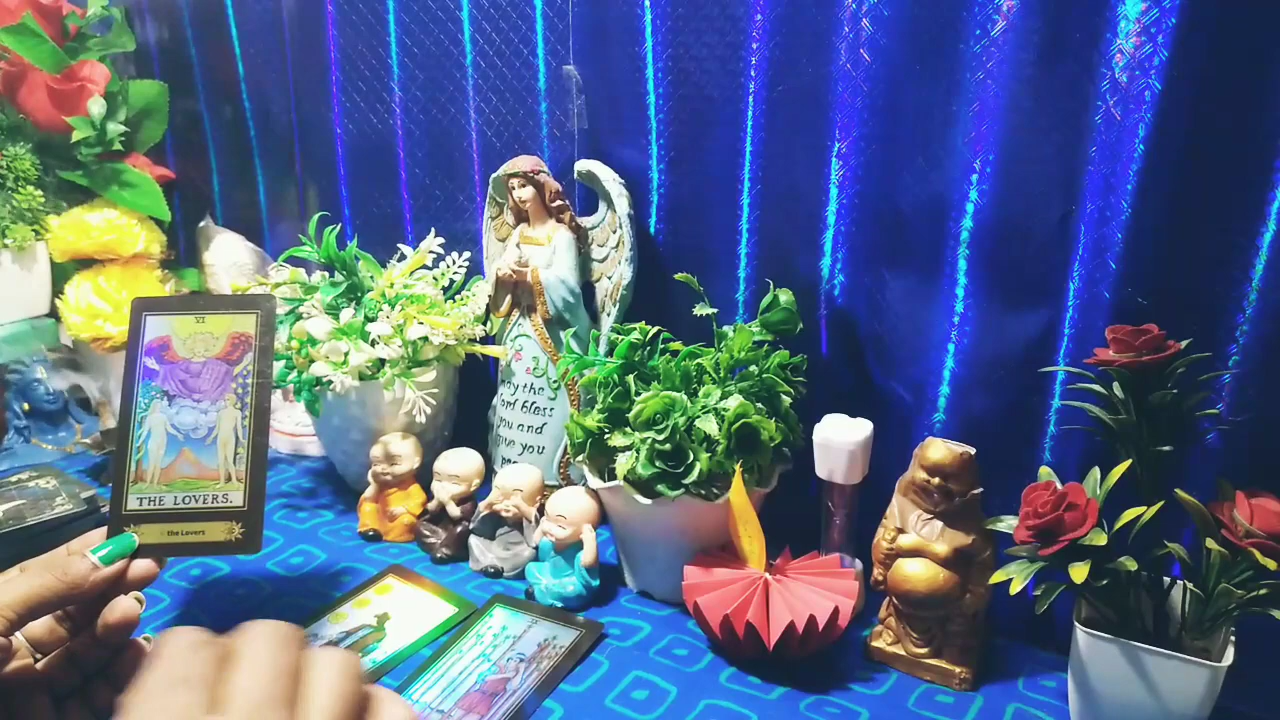 VI
THE LOVERS.
the Lovers
may the
lord bless
you and
give you